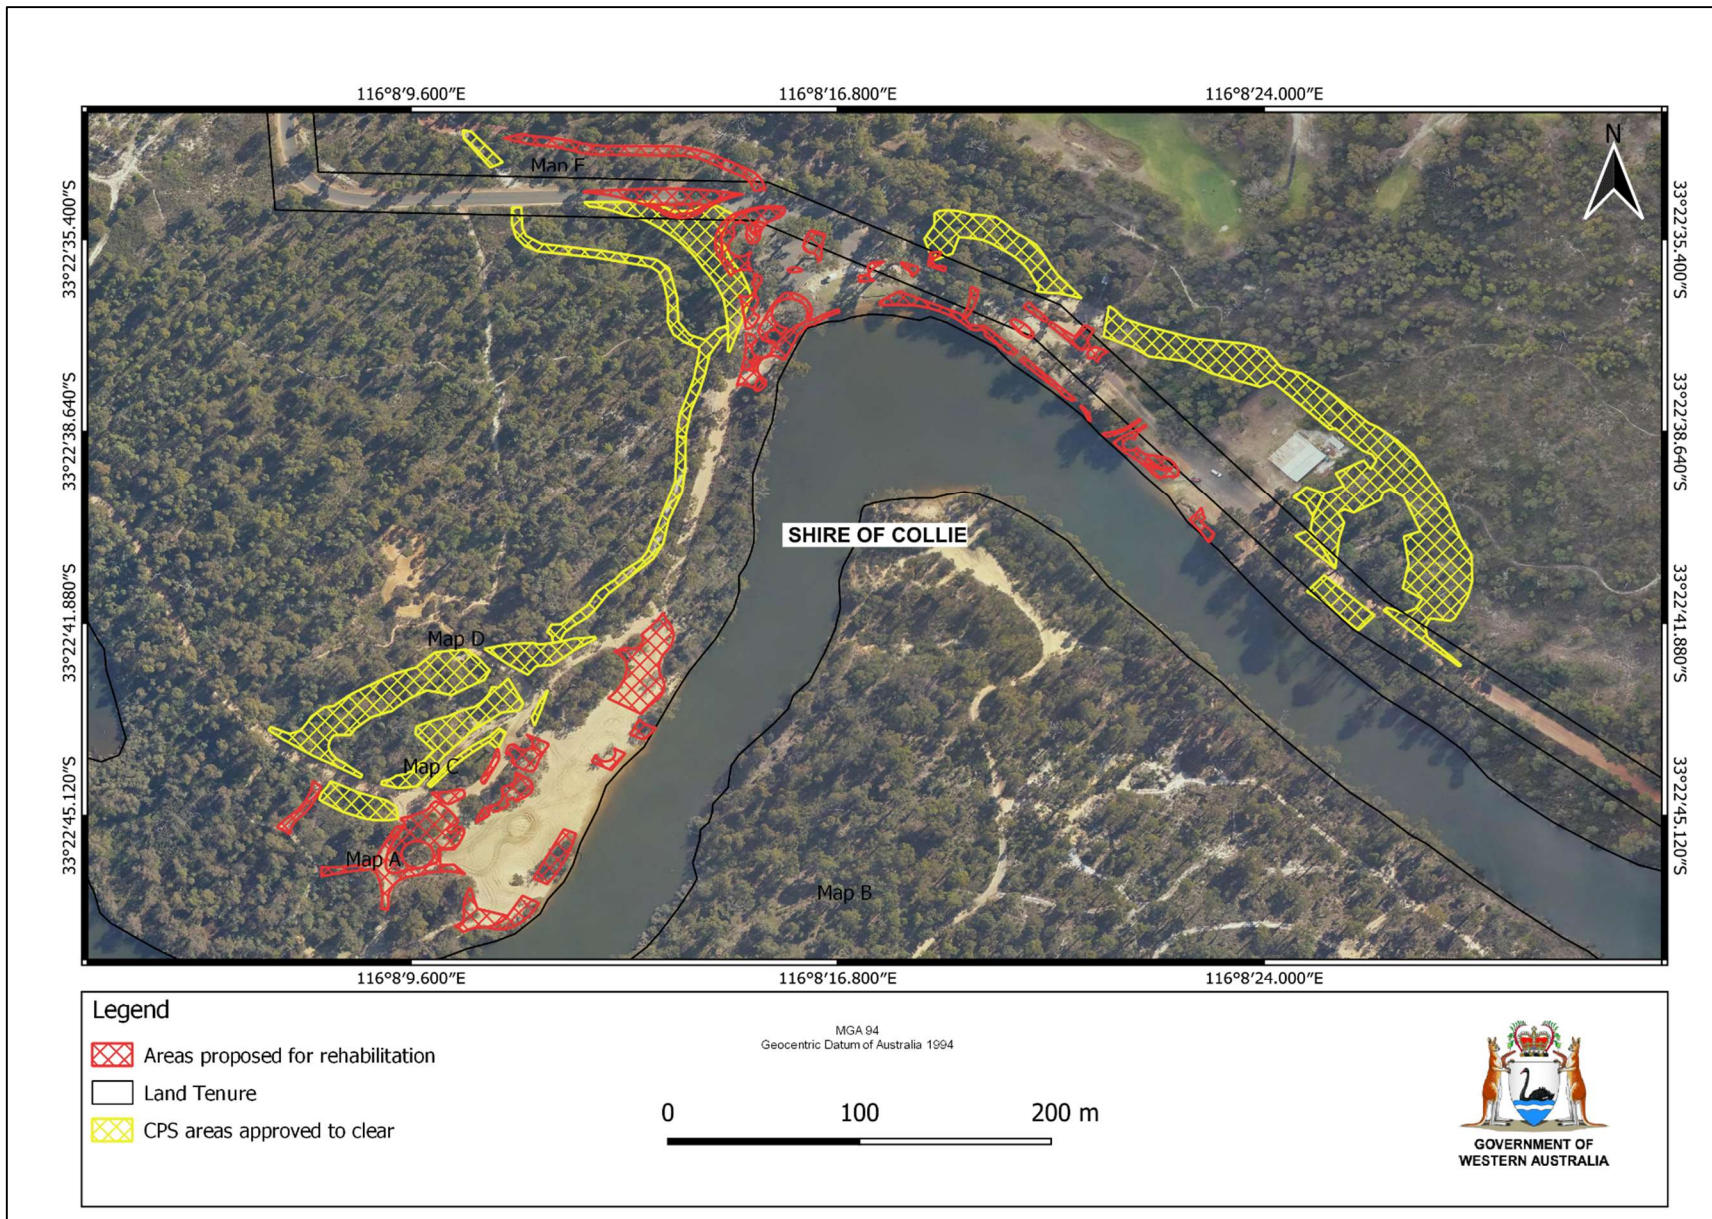 116°8′9.600″E
116°8′16.800″E
116°8′24.000″E
N
33°22′35.400″S
33°22′38.640″S
33°22′41.880″S
33°22′45.120″S
Man F
SHIRE OF COLLIE
Map D
Map C
Map A
Map B
33°22′35.400″S
33°22′38.640″S
33°22′41.880″S
33°22′45.120″S
116°8′9.600″E
116°8′16.800″E
116°8′24.000″E
Legend
Areas proposed for rehabilitation
Land Tenure
CPS areas approved to clear
MGA 94
Geocentric Datum of Australia 1994
0 100 200 m
GOVERNMENT OF
WESTERN AUSTRALIA